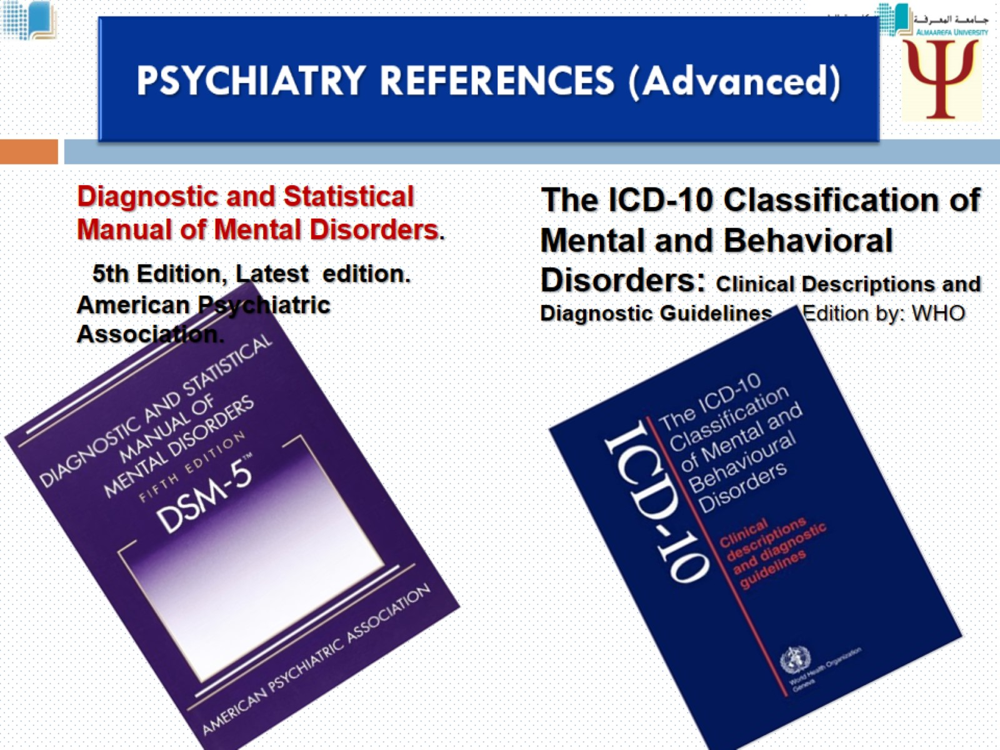 جامعة المعرفة
ALMAAREFA UNIVERSITY
PSYCHIATRY REFERENCES (Advanced)
Diagnostic and Statistical
Manual of Mental Disorders.
5th Edition, Latest edition.
American Psychiatric
Association.
The ICD-10 Classification of
Mental and Behavioral
Disorders: Clinical Descriptions and
Diagnostic Guidelines Edition by: WHO
DIAGNOSTIC AND STATISTICAL
MANUAL OF
MENTAL DISORDERS
FIFTH EDITION
DSM-5™
AMERICAN PSYCHIATRIC ASSOCIATION
ICD-10
The ICD-10
Classification
of Mental and
Behavioural
Disorders
Clinical
descriptions
and diagnostic
guidelines
World Health Organization
Geneva